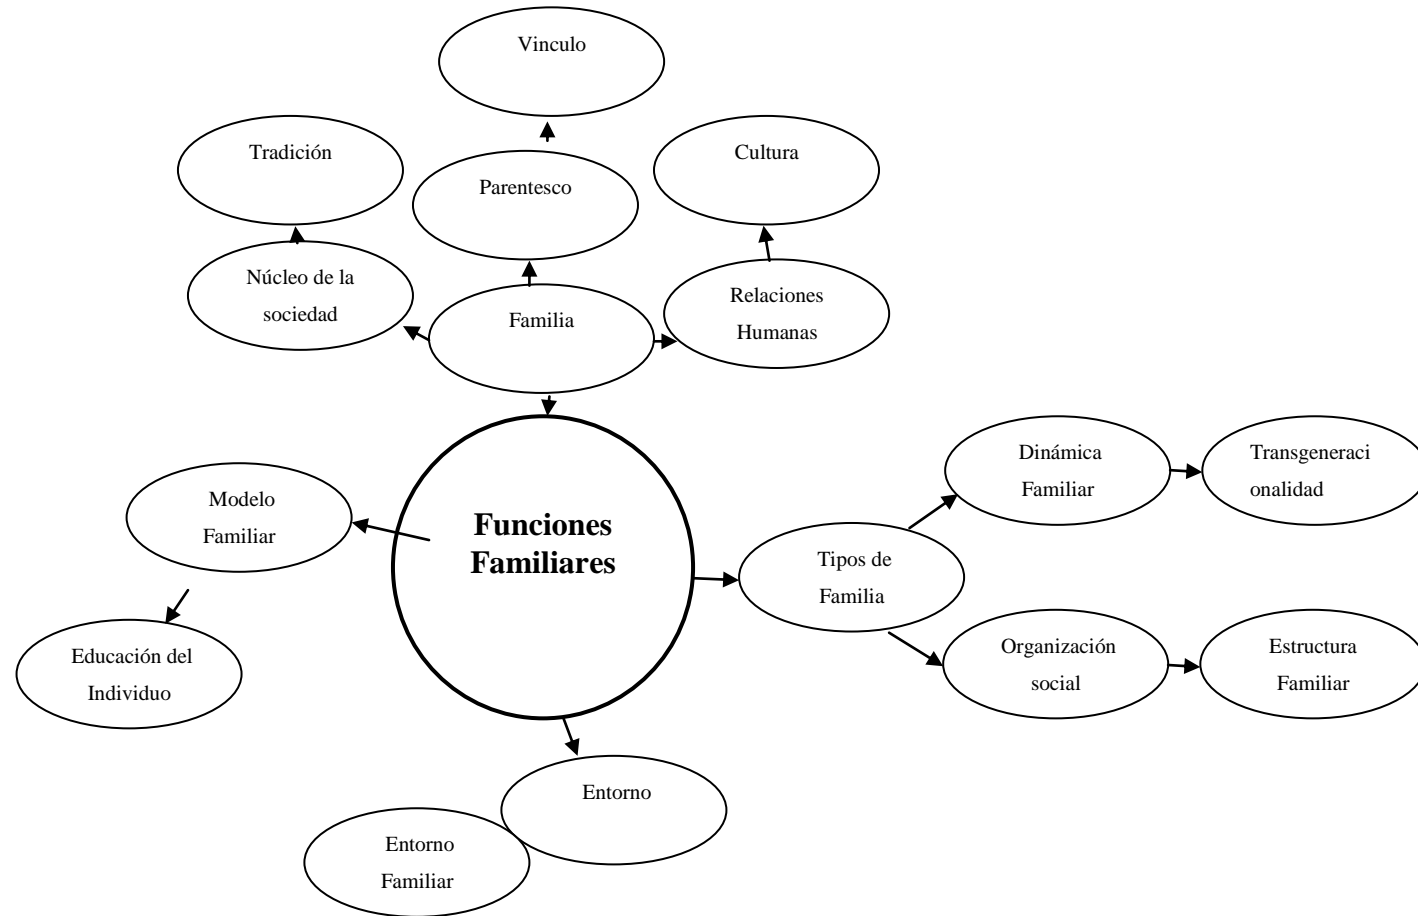 Vinculo
Tradición
Cultura
Parentesco
Núcleo de la
sociedad
Familia
Relaciones
Humanas
Funciones
Familiares
Modelo
Familiar
Educación del
Individuo
Dinámica
Familiar
Transgeneraci
onalidad
Tipos de
Familia
Organización
social
Estructura
Familiar
Entorno
Entorno
Familiar